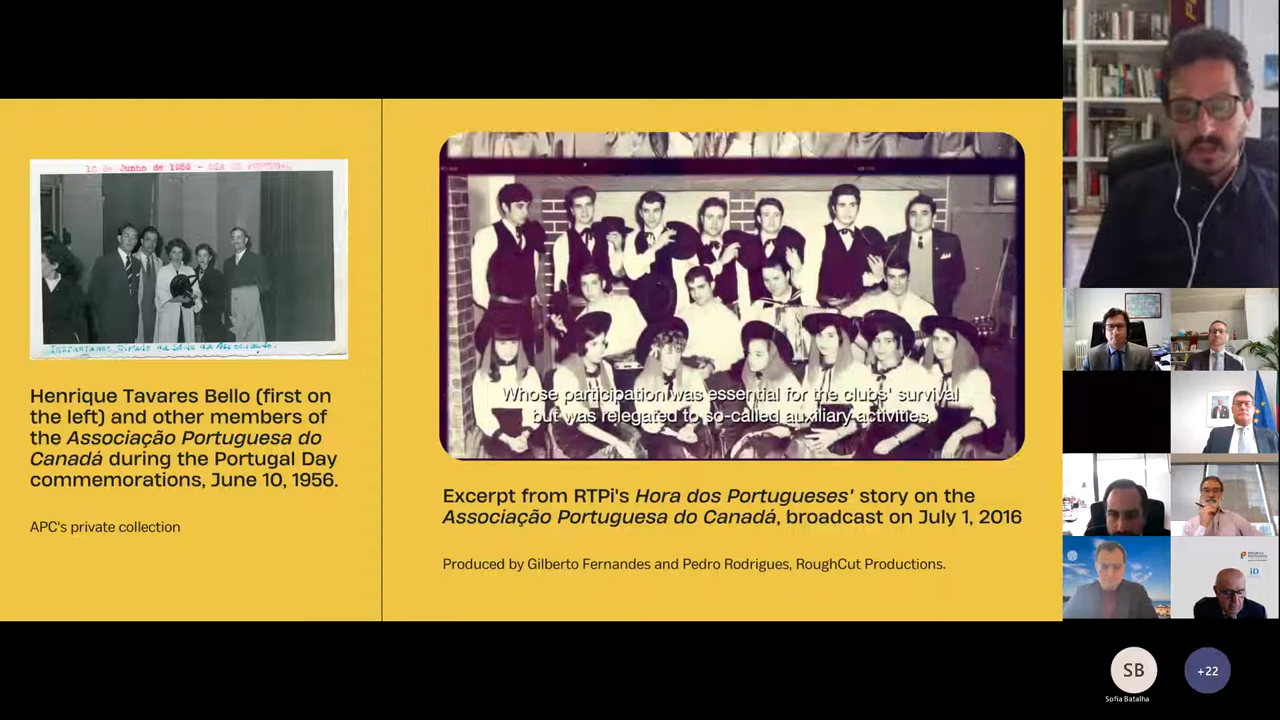 10 de Junho de 1956 - DIA DE PORTUGAL
Henrique Tavares Bello (first on
the left) and other members of
the Associação Portuguesa do
Canadá during the Portugal Day
commemorations, June 10, 1956.
APC's private collection
Whose participation was essential for the clubs' survival
but was relegated to so-called auxiliary activities,
Excerpt from RTPi's Hora dos Portugueses' story on the
Associação Portuguesa do Canadá, broadcast on July 1, 2016
Produced by Gilberto Fernandes and Pedro Rodrigues, RoughCut Productions.
iD
SB
Sofia Batalha
+22